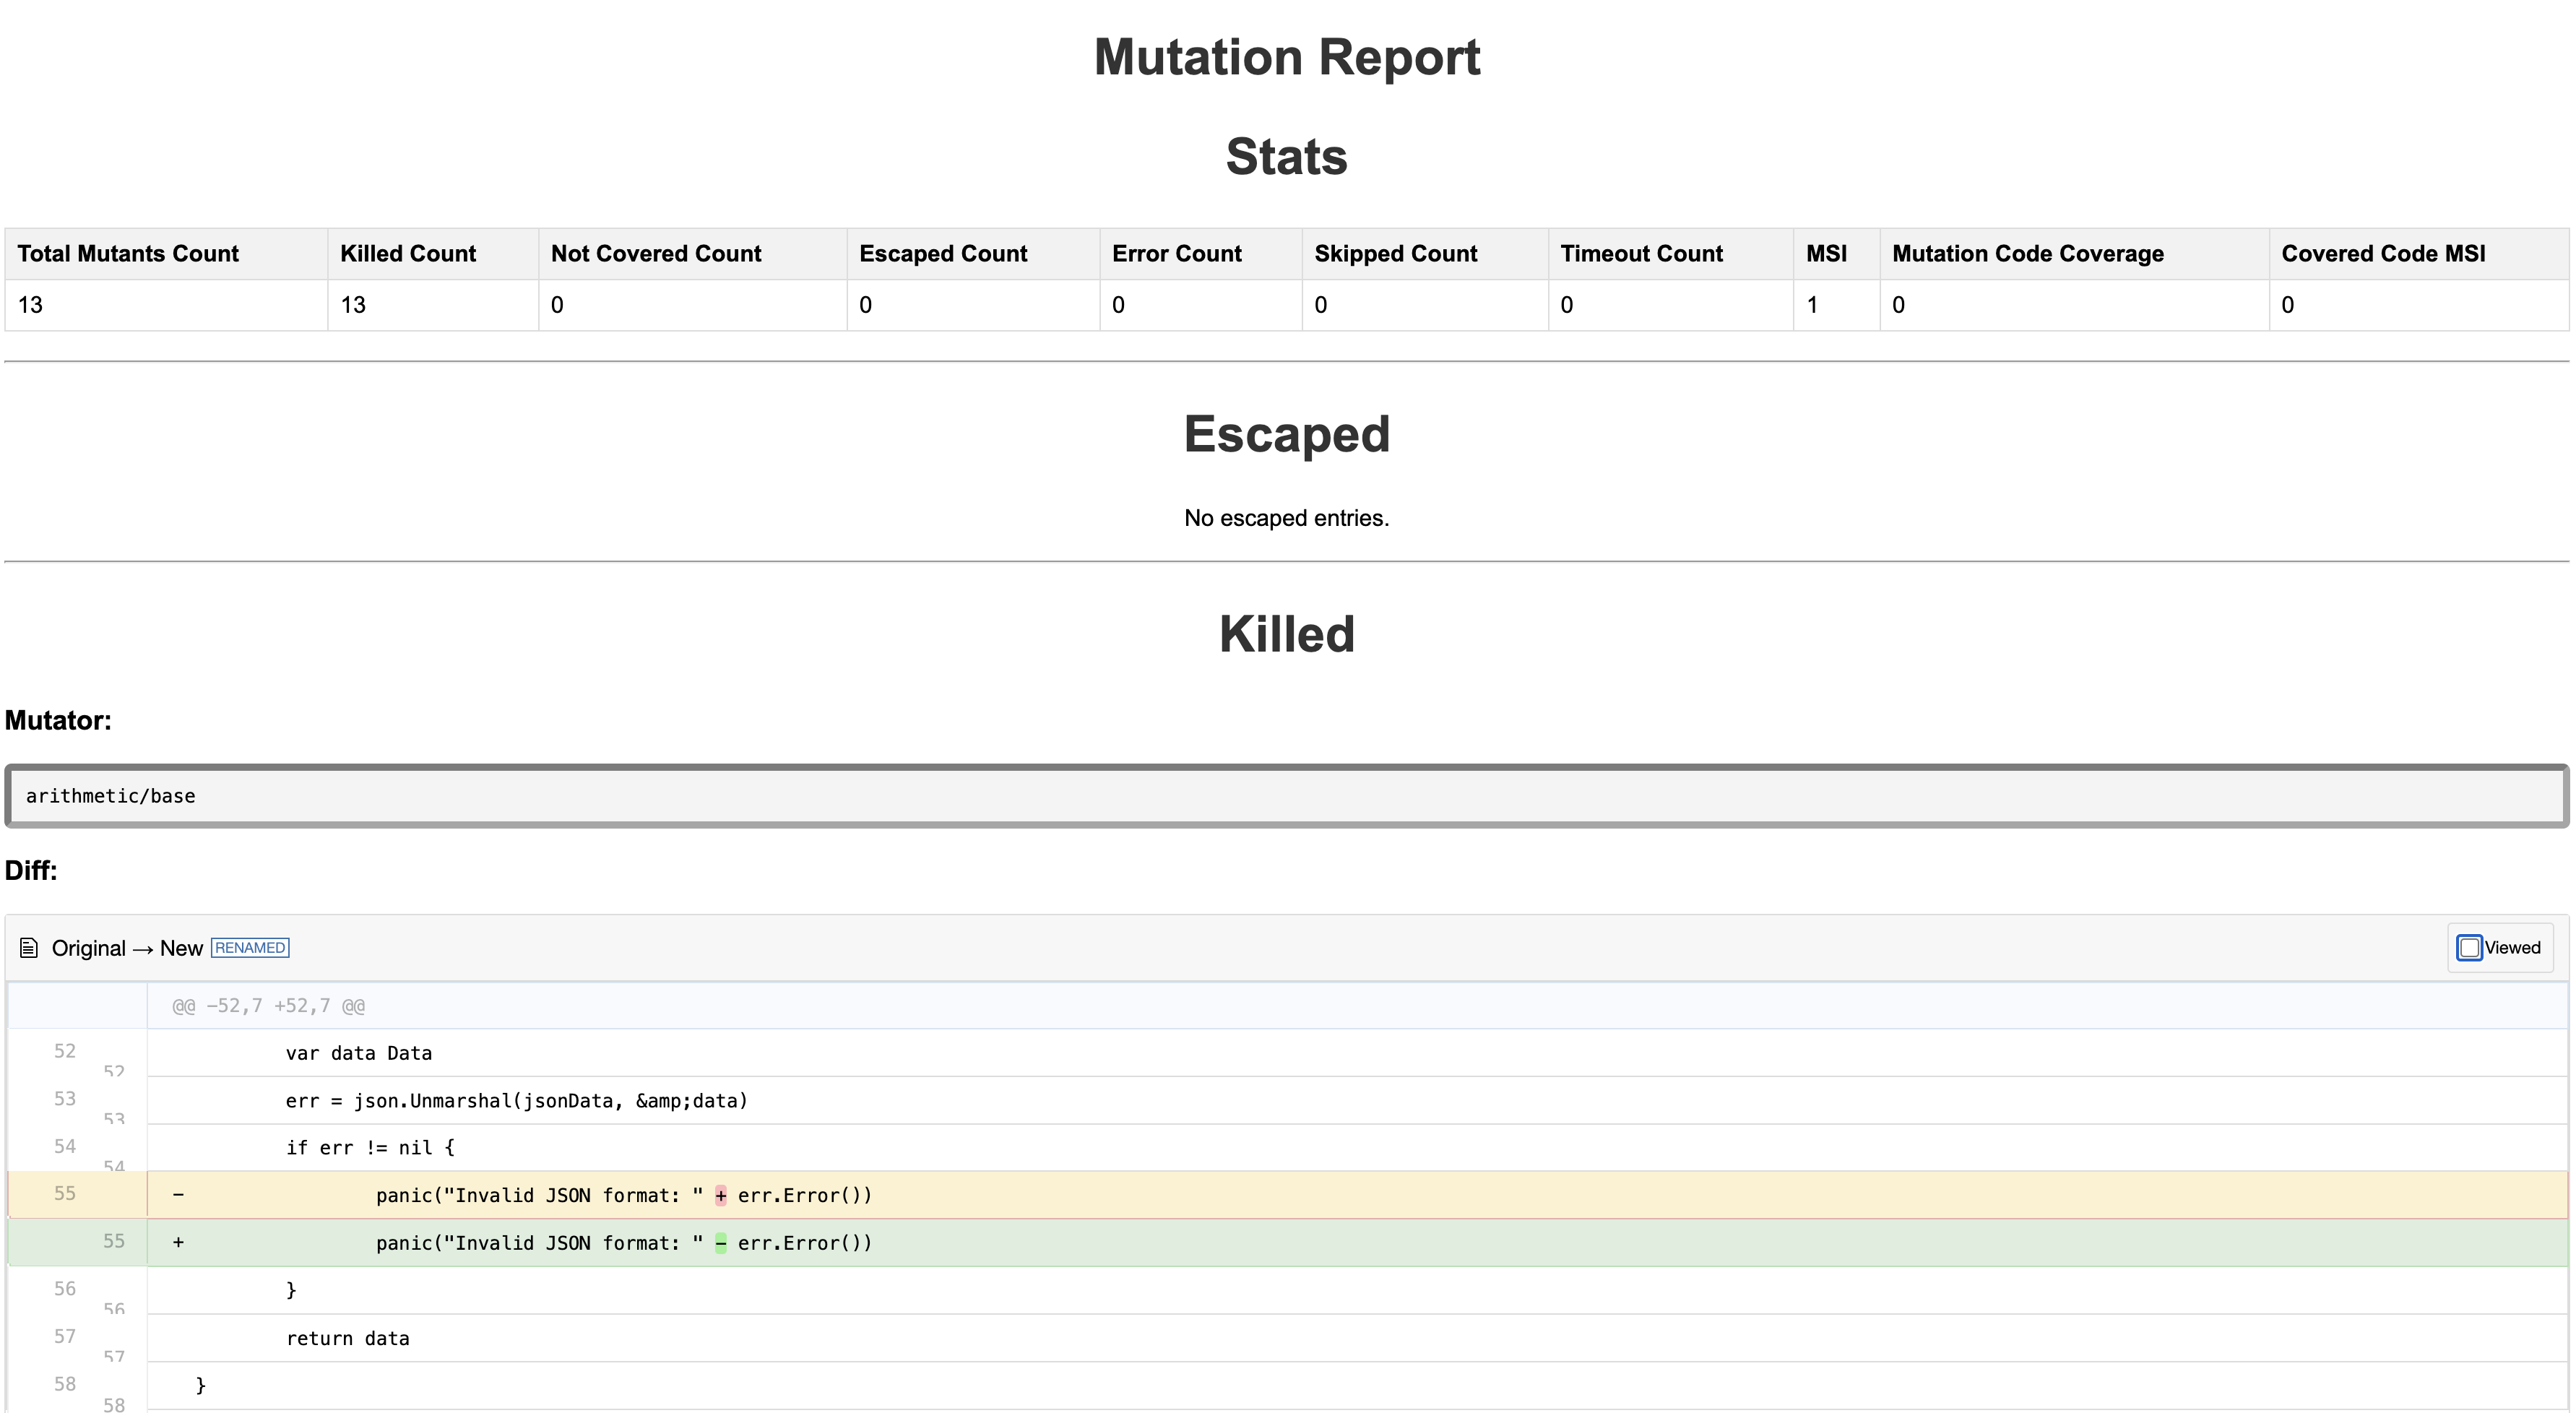 Mutation Report
Stats
Total Mutants Count Killed Count Not Covered Count Escaped Count Error Count Skipped Count Timeout Count MSI Mutation Code Coverage Covered Code MSI
13 13 0 0 0 0 0 1 0 0
Escaped
No escaped entries.
Killed
Mutator:
arithmetic/base
Diff:
Original → New RENAMED Viewed
@@ -52,7 +52,7 @@
52 52 var data Data
53 53 err = json.Unmarshal(jsonData, &amp;data)
54 54 if err != nil {
55 - panic("Invalid JSON format: " + err.Error())
55 + panic("Invalid JSON format: " - err.Error())
56 56 }
57 57 return data
58 58 }